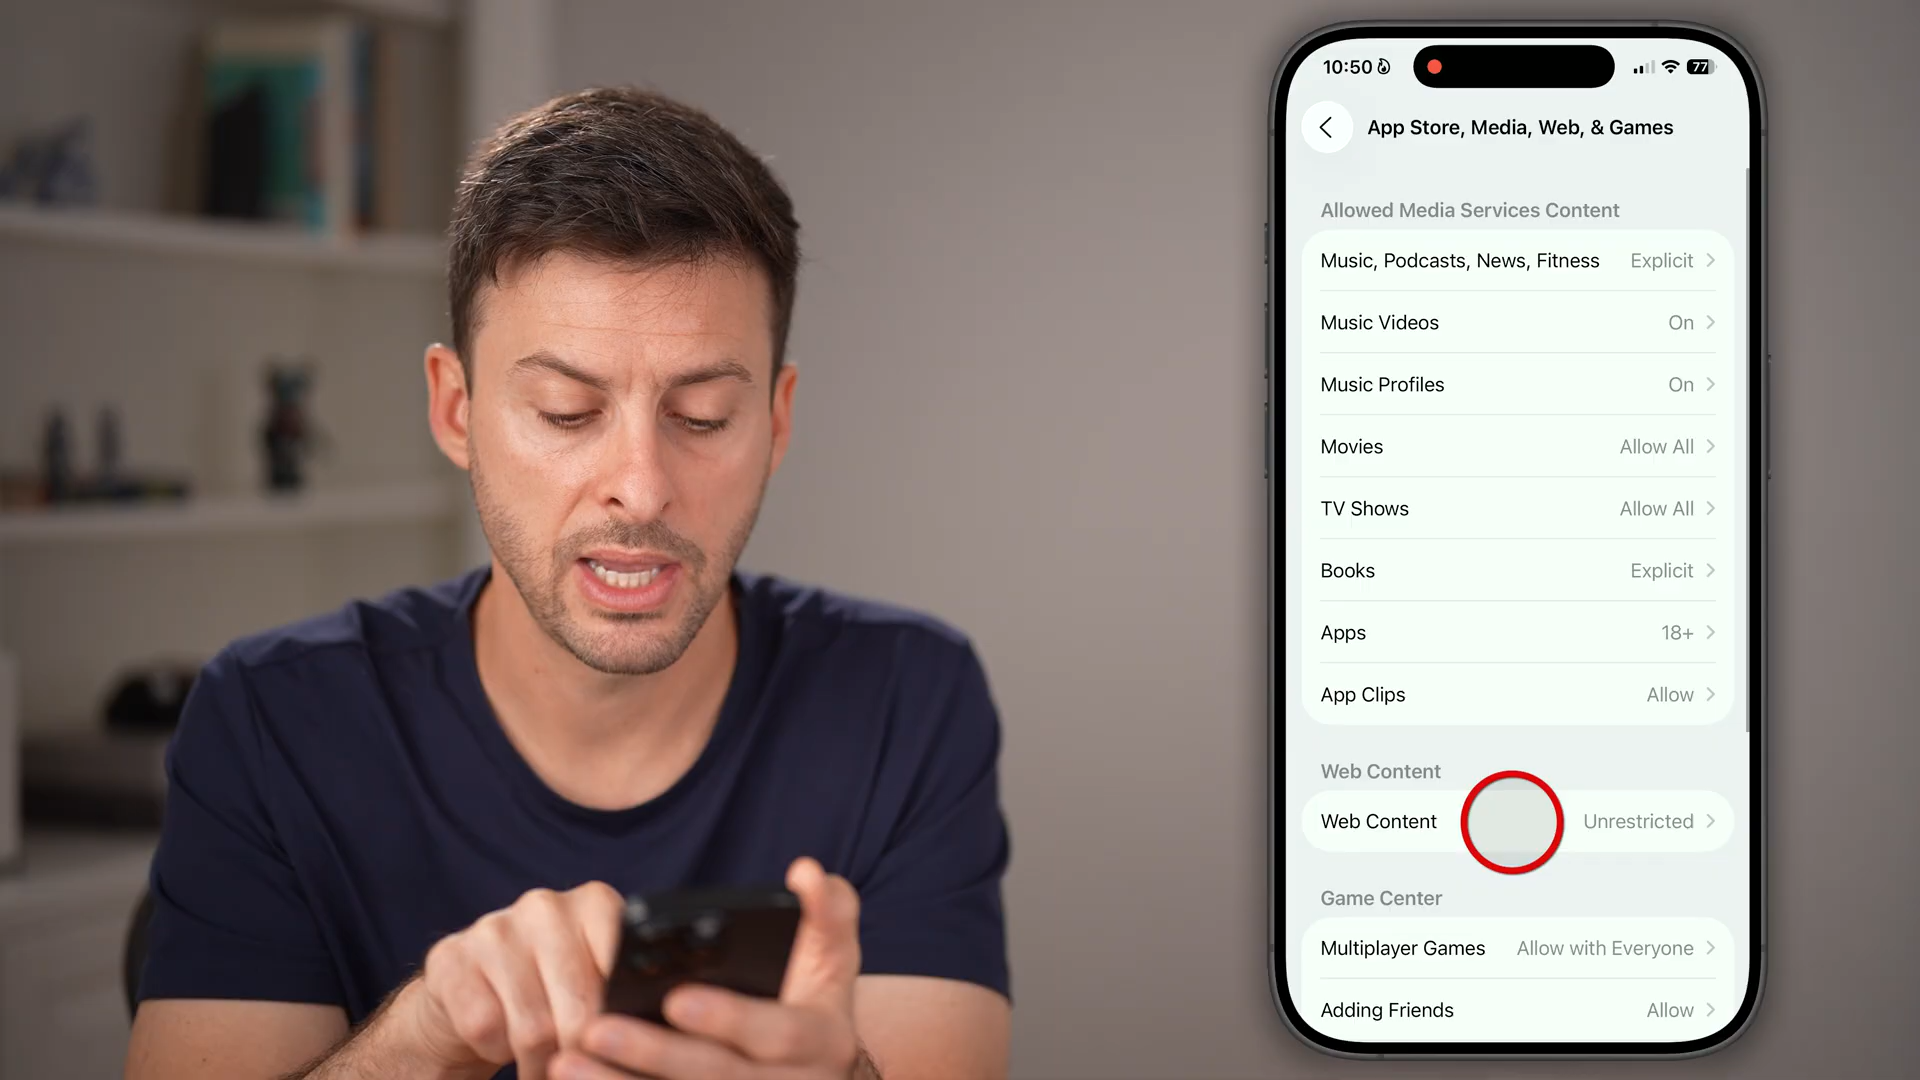 10:50
77
App Store, Media, Web, & Games
Allowed Media Services Content
Music, Podcasts, News, Fitness Explicit
Music Videos On
Music Profiles On
Movies Allow All
TV Shows Allow All
Books Explicit
Apps 18+
App Clips Allow
Web Content
Web Content Unrestricted
Game Center
Multiplayer Games Allow with Everyone
Adding Friends Allow